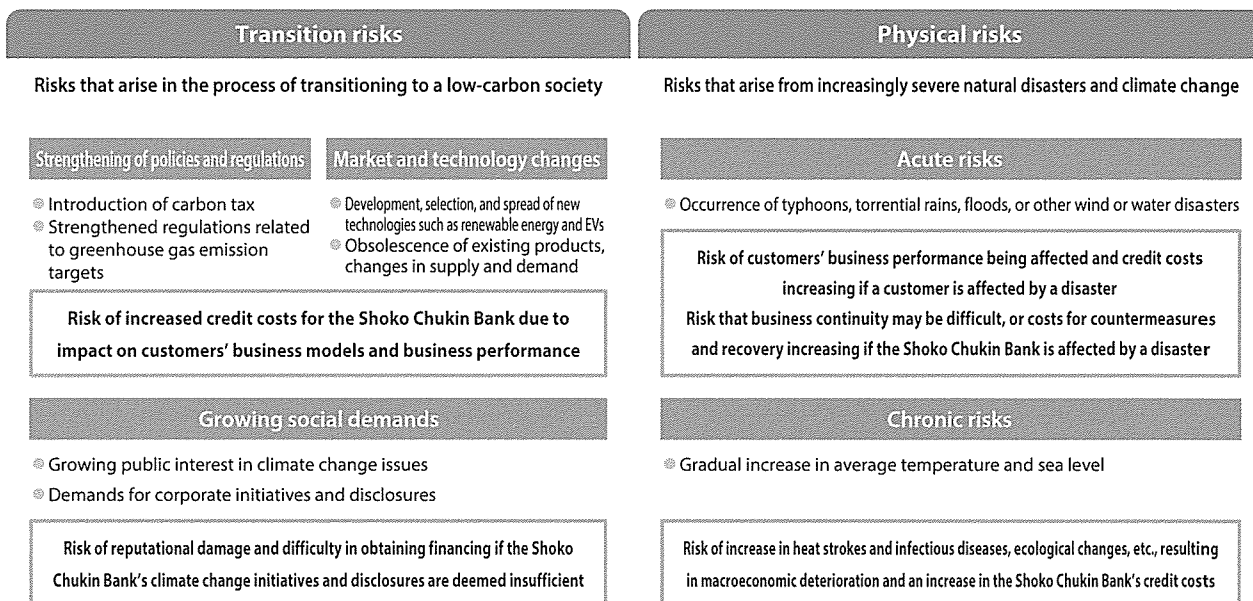 Transition risks
Risks that arise in the process of transitioning to a low-carbon society
Strengthening of policies and regulations
Introduction of carbon tax
Strengthened regulations related
to greenhouse gas emission
targets
Market and technology changes
Development, selection, and spread of new
technologies such as renewable energy and EVs
Obsolescence of existing products,
changes in supply and demand
Risk of increased credit costs for the Shoko Chukin Bank due to
impact on customers' business models and business performance
Growing social demands
Growing public interest in climate change issues
Demands for corporate initiatives and disclosures
Risk of reputational damage and difficulty in obtaining financing if the Shoko
Chukin Bank's climate change initiatives and disclosures are deemed insufficient
Physical risks
Risks that arise from increasingly severe natural disasters and climate change
Acute risks
Occurrence of typhoons, torrential rains, floods, or other wind or water disasters
Risk of customers' business performance being affected and credit costs
increasing if a customer is affected by a disaster
Risk that business continuity may be difficult, or costs for countermeasures
and recovery increasing if the Shoko Chukin Bank is affected by a disaster
Chronic risks
Gradual increase in average temperature and sea level
Risk of increase in heat strokes and infectious diseases, ecological changes, etc., resulting
in macroeconomic deterioration and an increase in the Shoko Chukin Bank's credit costs